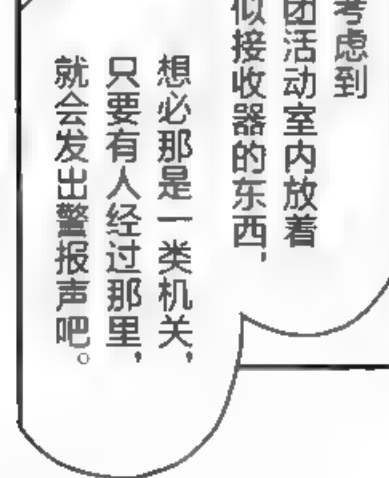 考虑到
团活动室内放着
似接收器的东西，
想必那是一类机关，
只要有人经过那里，
就会发出警报声吧。